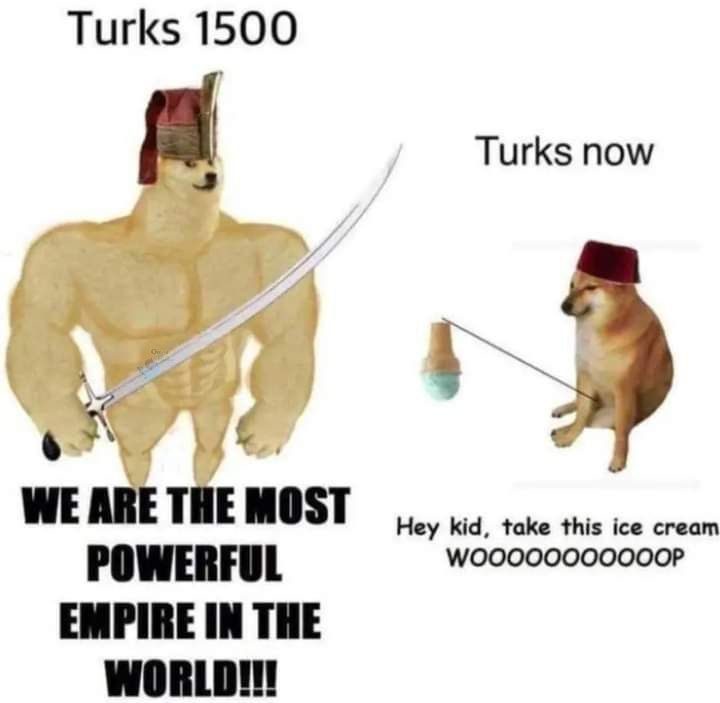 Turks 1500
Turks now
WE ARE THE MOST
POWERFUL
EMPIRE IN THE
WORLD!!!
Hey kid, take this ice cream
WOOOOOOOOOOOP